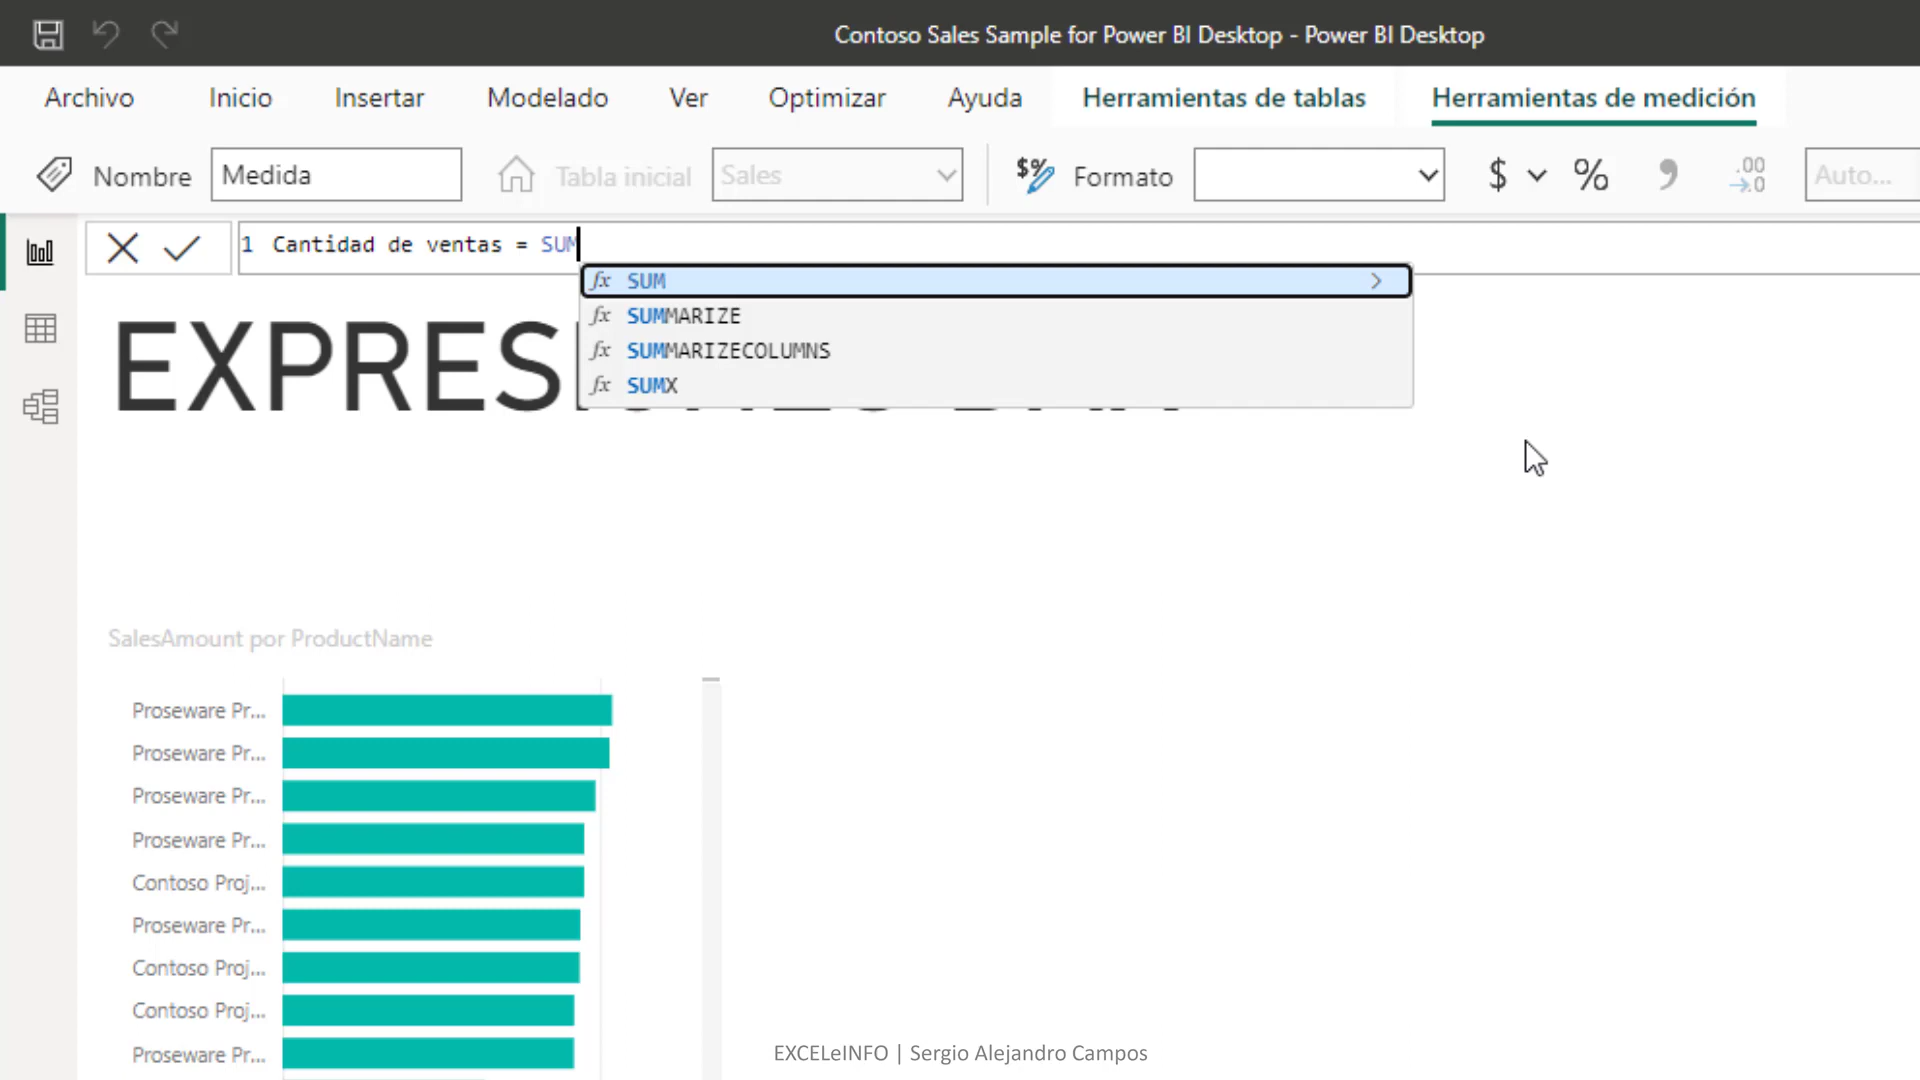 Contoso Sales Sample for Power BI Desktop - Power BI Desktop
Archivo Inicio Insertar Modelado Ver Optimizar Ayuda Herramientas de tablas Herramientas de medición
Nombre Medida Tabla inicial Sales $% Formato $ % .00 .0 Auto...
1 Cantidad de ventas = SUM
SUM
SUMMARIZE
SUMMARIZECOLUMNS
SUMX
SalesAmount por ProductName
Proseware Pr...
Proseware Pr...
Proseware Pr...
Proseware Pr...
Contoso Proj...
Proseware Pr...
Contoso Proj...
Contoso Proj...
Proseware Pr...
EXCELeINFO | Sergio Alejandro Campos